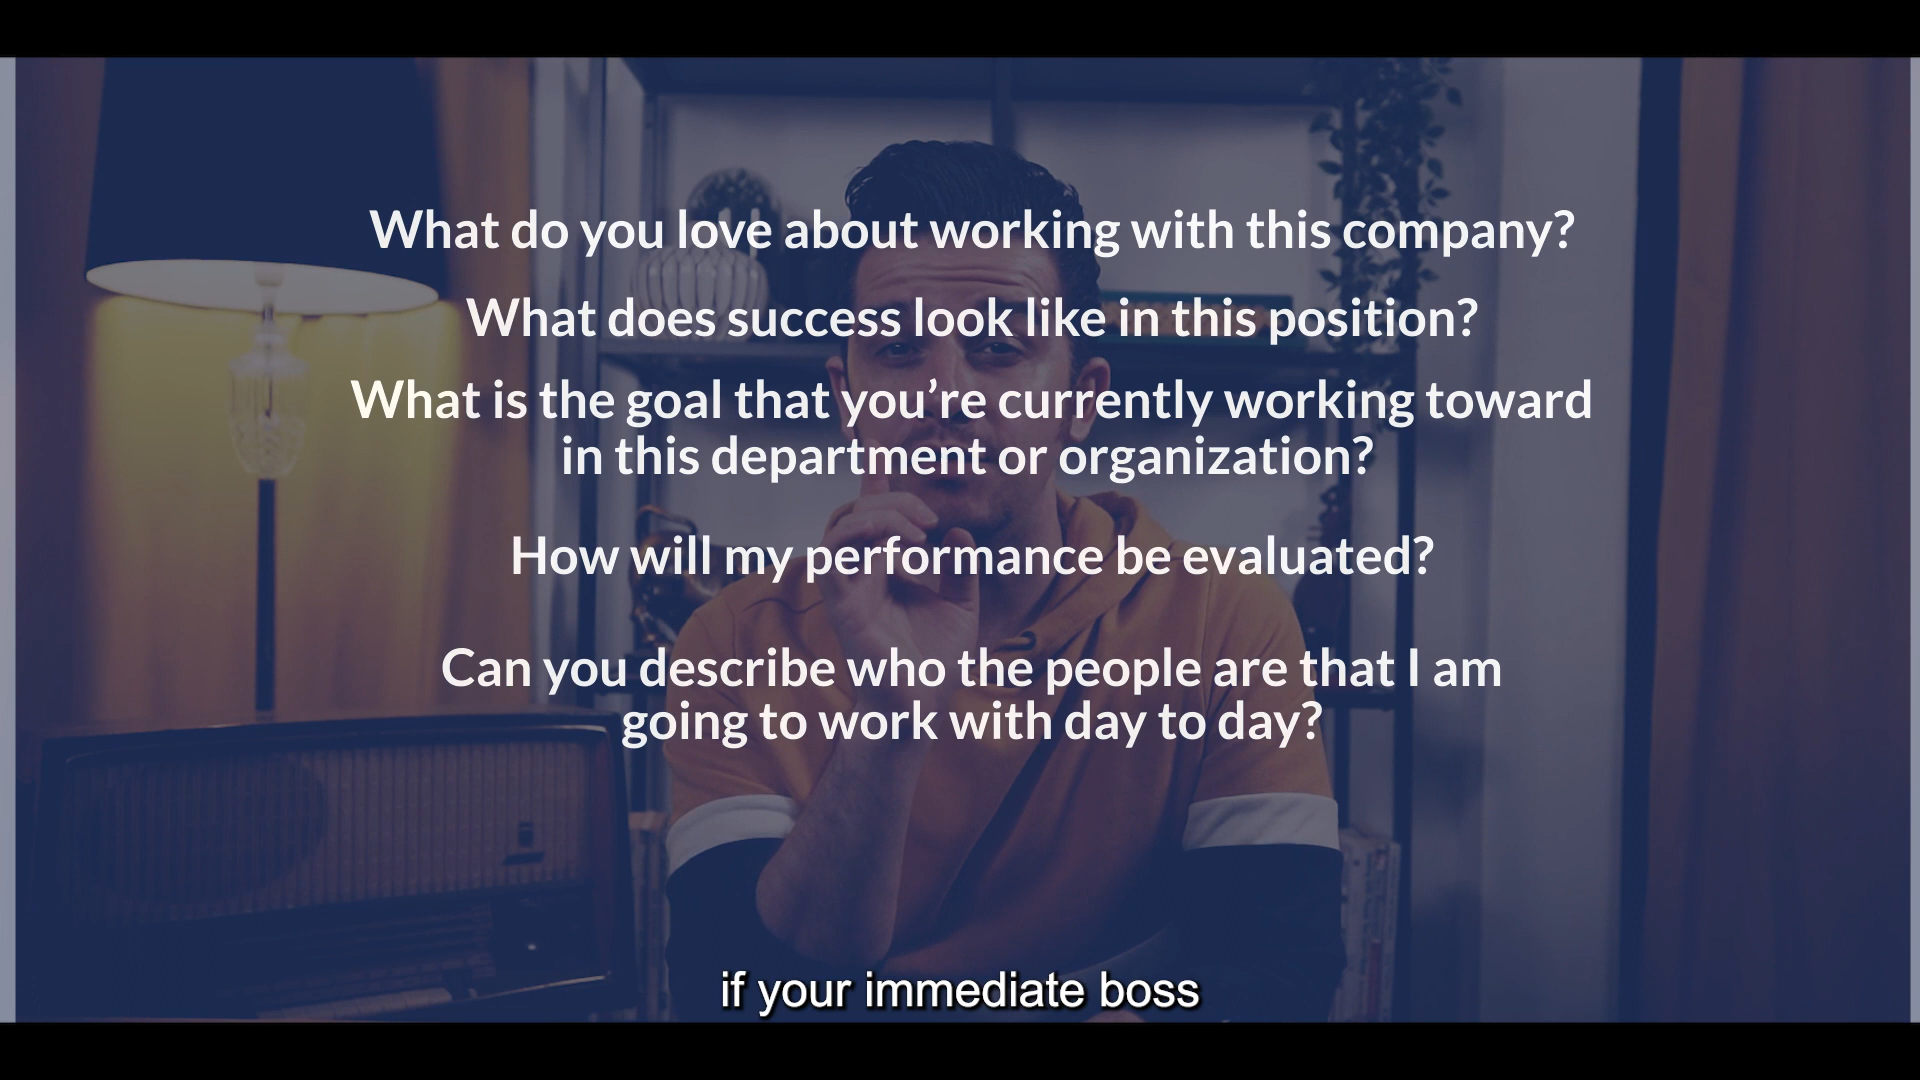 What do you love about working with this company?
What does success look like in this position?
What is the goal that you’re currently working toward
in this department or organization?
How will my performance be evaluated?
Can you describe who the people are that I am
going to work with day to day?
if your immediate boss